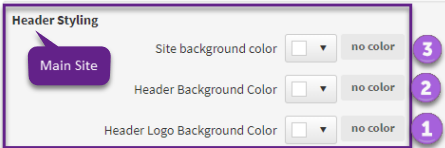 Header Styling
Main Site
Site background color no color 3
Header Background Color no color 2
Header Logo Background Color no color 1